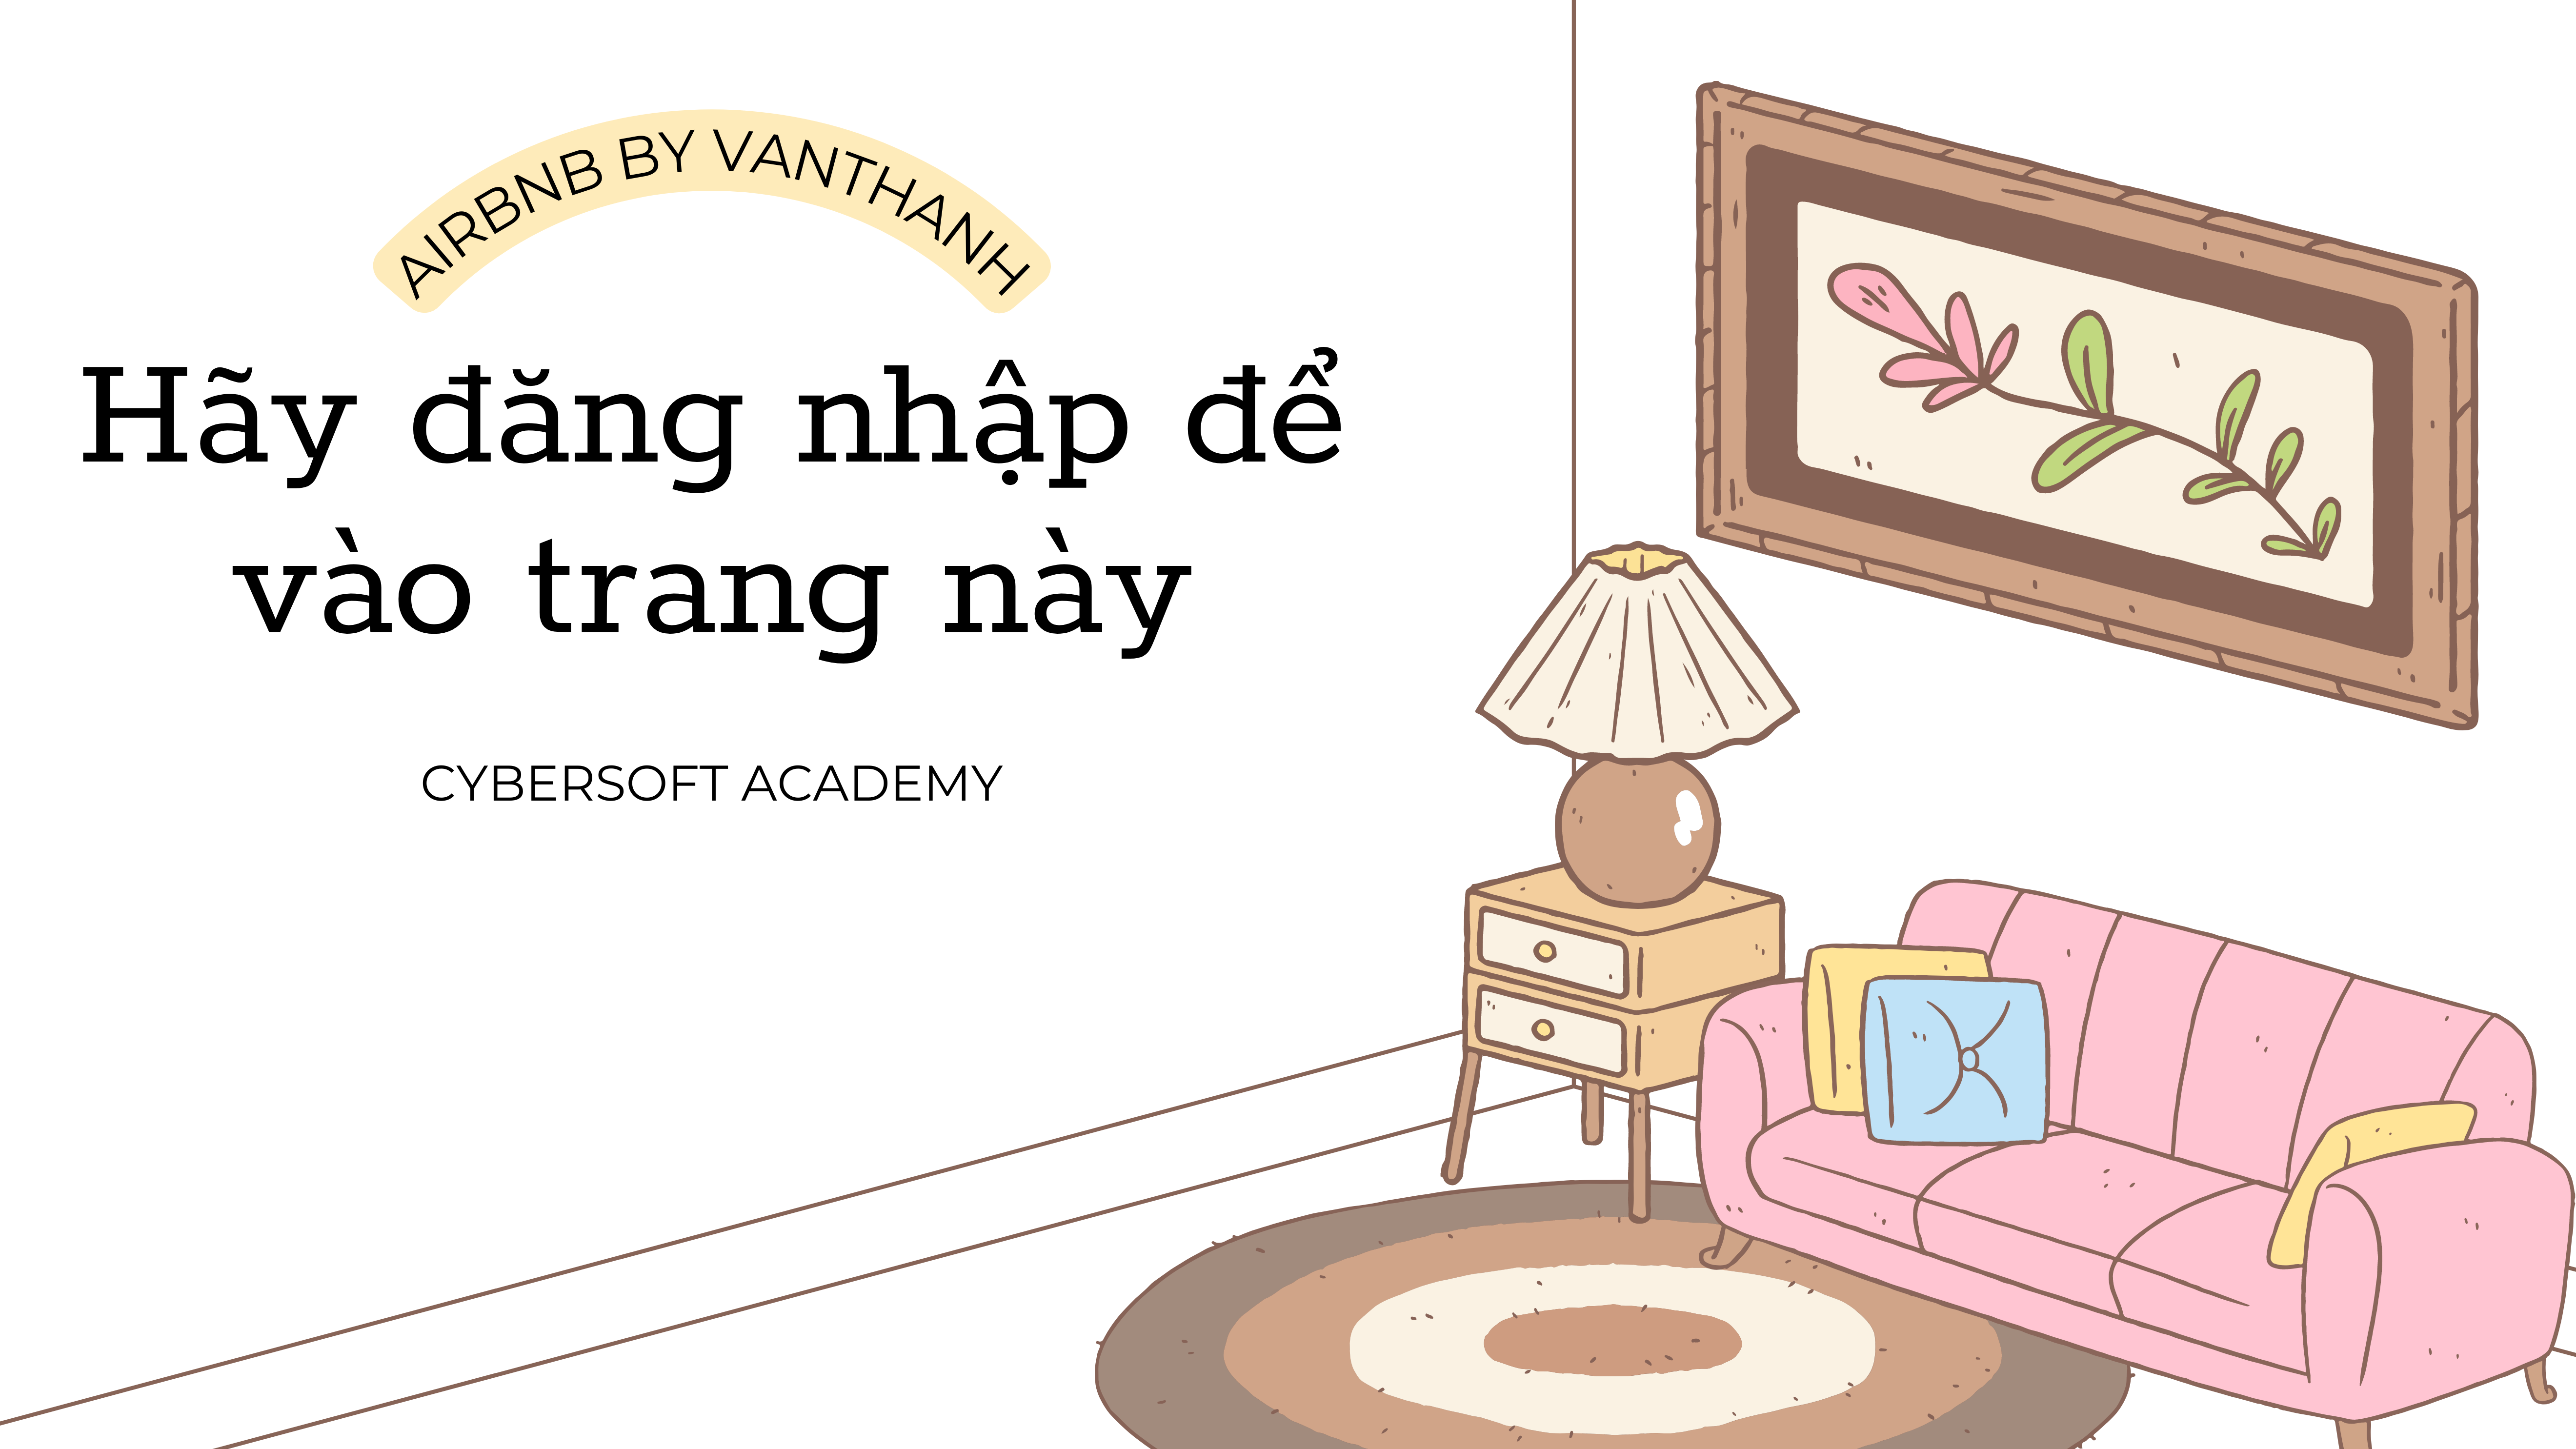 AIRBNB BY VANTHANH
Hãy đăng nhập để
vào trang này
CYBERSOFT ACADEMY